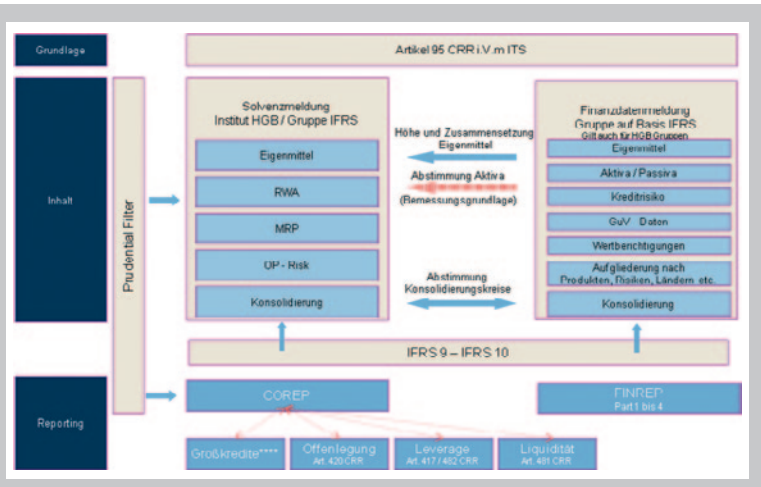 Grundlage
Artikel 95 CRR i.V.m ITS
Inhalt
Prudential Filter
Solvenzmeldung
Institut HGB / Gruppe IFRS
Eigenmittel
RWA
MRP
OP - Risk
Konsolidierung
Höhe und Zusammensetzung
Eigenmittel
Abstimmung Aktiva
(Bemessungsgrundlage)
Abstimmung
Konsolidierungskreise
Finanzdatenmeldung
Gruppe auf Basis IFRS
Gilt auch für HGB Gruppen
Eigenmittel
Aktiva / Passiva
Kreditrisiko
GuV - Daten
Wertberichtigungen
Aufgliederung nach
Produkten, Risiken, Ländern etc.
Konsolidierung
IFRS 9 – IFRS 10
Reporting
COREP
FINREP
Part 1 bis 4
Großkredite****
Offenlegung
Art. 420 CRR
Leverage
Art. 417 / 482 CRR
Liquidität
Art. 481 CRR